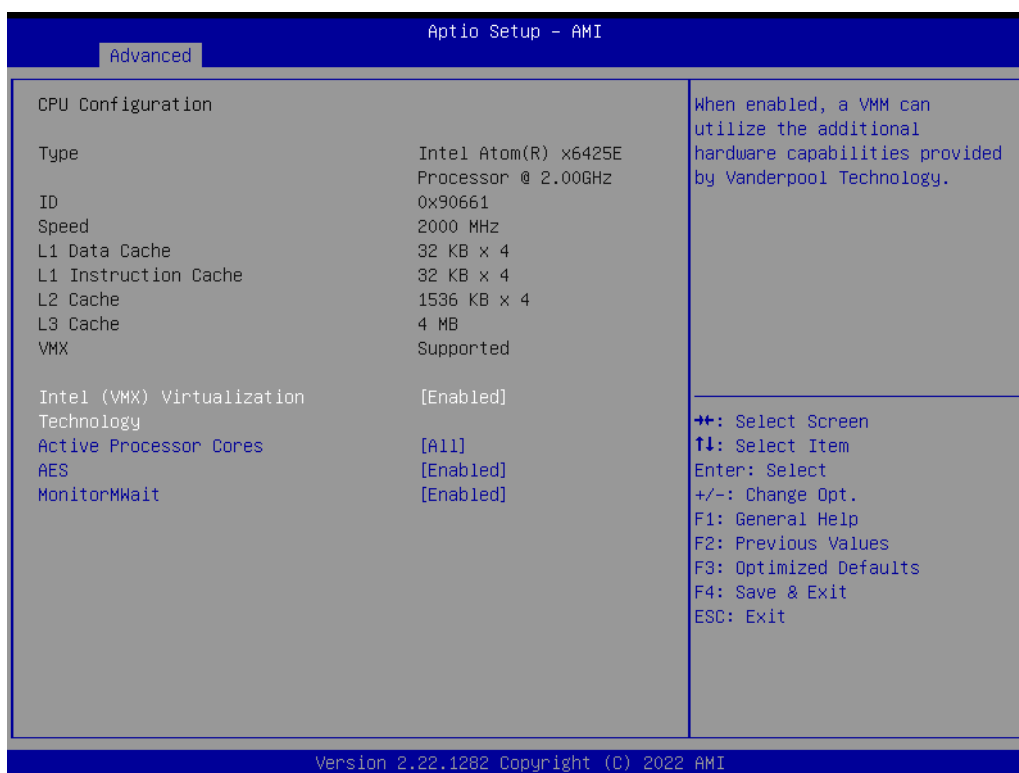 Aptio Setup – AMI
Advanced
CPU Configuration
Type Intel Atom(R) x6425E
Processor @ 2.00GHz
ID 0x90661
Speed 2000 MHz
L1 Data Cache 32 KB x 4
L1 Instruction Cache 32 KB x 4
L2 Cache 1536 KB x 4
L3 Cache 4 MB
VMX Supported
Intel (VMX) Virtualization [Enabled]
Technology
Active Processor Cores [All]
AES [Enabled]
MonitorMWait [Enabled]
When enabled, a VMM can
utilize the additional
hardware capabilities provided
by Vanderpool Technology.
→←: Select Screen
↑↓: Select Item
Enter: Select
+/-: Change Opt.
F1: General Help
F2: Previous Values
F3: Optimized Defaults
F4: Save & Exit
ESC: Exit
Version 2.22.1282 Copyright (C) 2022 AMI